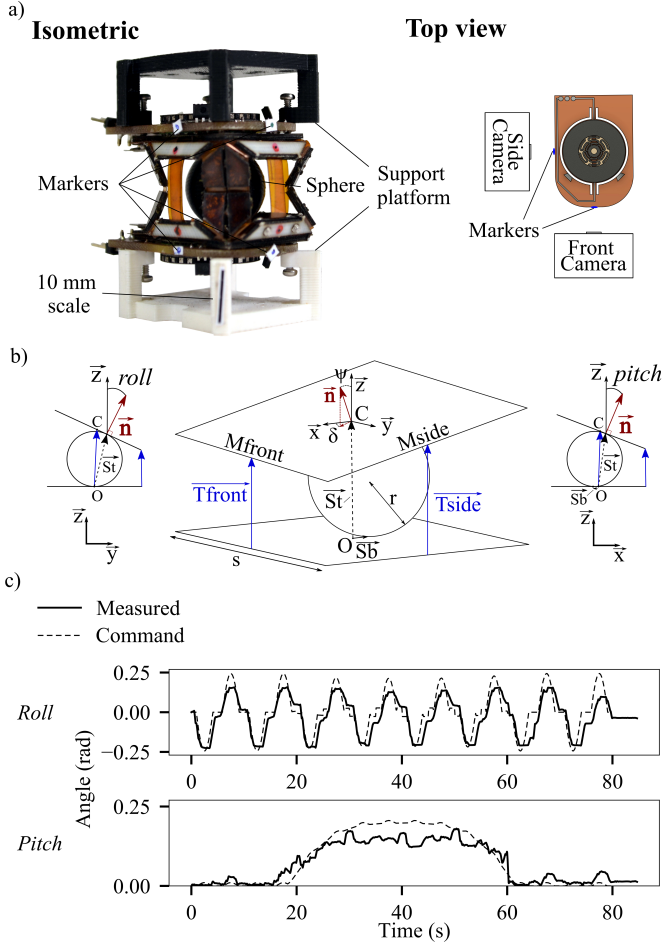 a)
Isometric
Top view
Markers
Sphere
Support
platform
10 mm
scale
Side
Camera
Markers
Front
Camera
b)
z
roll
n
C
St
O
z
y
ψ
z
n
C
x
δ
y
Mfront
Mside
Tfront
St
r
Tside
O
Sb
s
z
pitch
n
C
St
Sb
O
z
x
c)
Measured
Command
Roll
Pitch
Angle (rad)
0.25
0.00
−0.25
0 20 40 60 80
0.25
0.00
0 20 40 60 80
Time (s)